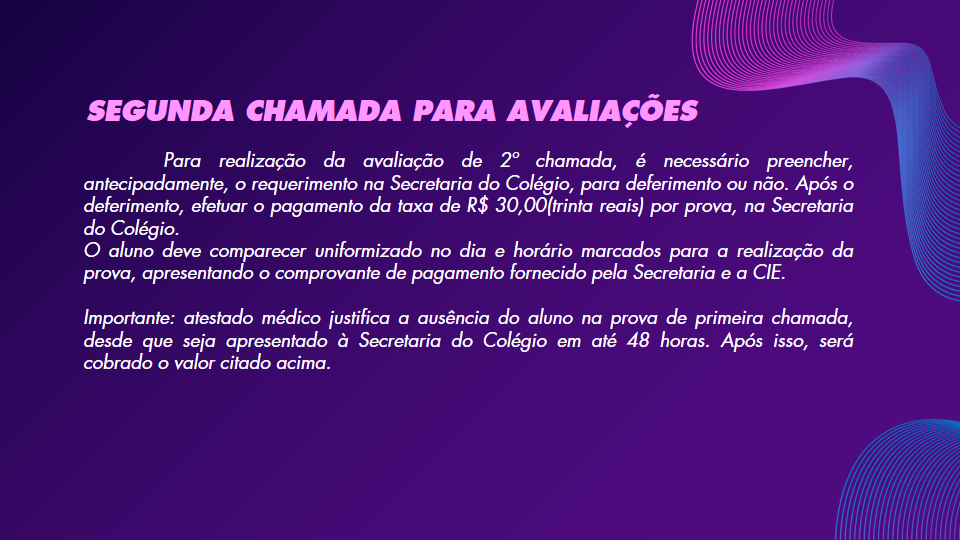 SEGUNDA CHAMADA PARA AVALIAÇÕES
Para realização da avaliação de 2º chamada, é necessário preencher,
antecipadamente, o requerimento na Secretaria do Colégio, para deferimento ou não. Após o
deferimento, efetuar o pagamento da taxa de R$ 30,00(trinta reais) por prova, na Secretaria
do Colégio.
O aluno deve comparecer uniformizado no dia e horário marcados para a realização da
prova, apresentando o comprovante de pagamento fornecido pela Secretaria e a CIE.
Importante: atestado médico justifica a ausência do aluno na prova de primeira chamada,
desde que seja apresentado à Secretaria do Colégio em até 48 horas. Após isso, será
cobrado o valor citado acima.